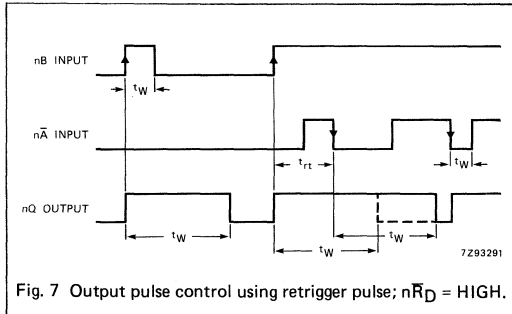 nB INPUT
tW
nA̅ INPUT
trt
tW
nQ OUTPUT
tW
tW
tW
7Z93291
Fig. 7 Output pulse control using retrigger pulse; nR̅D = HIGH.